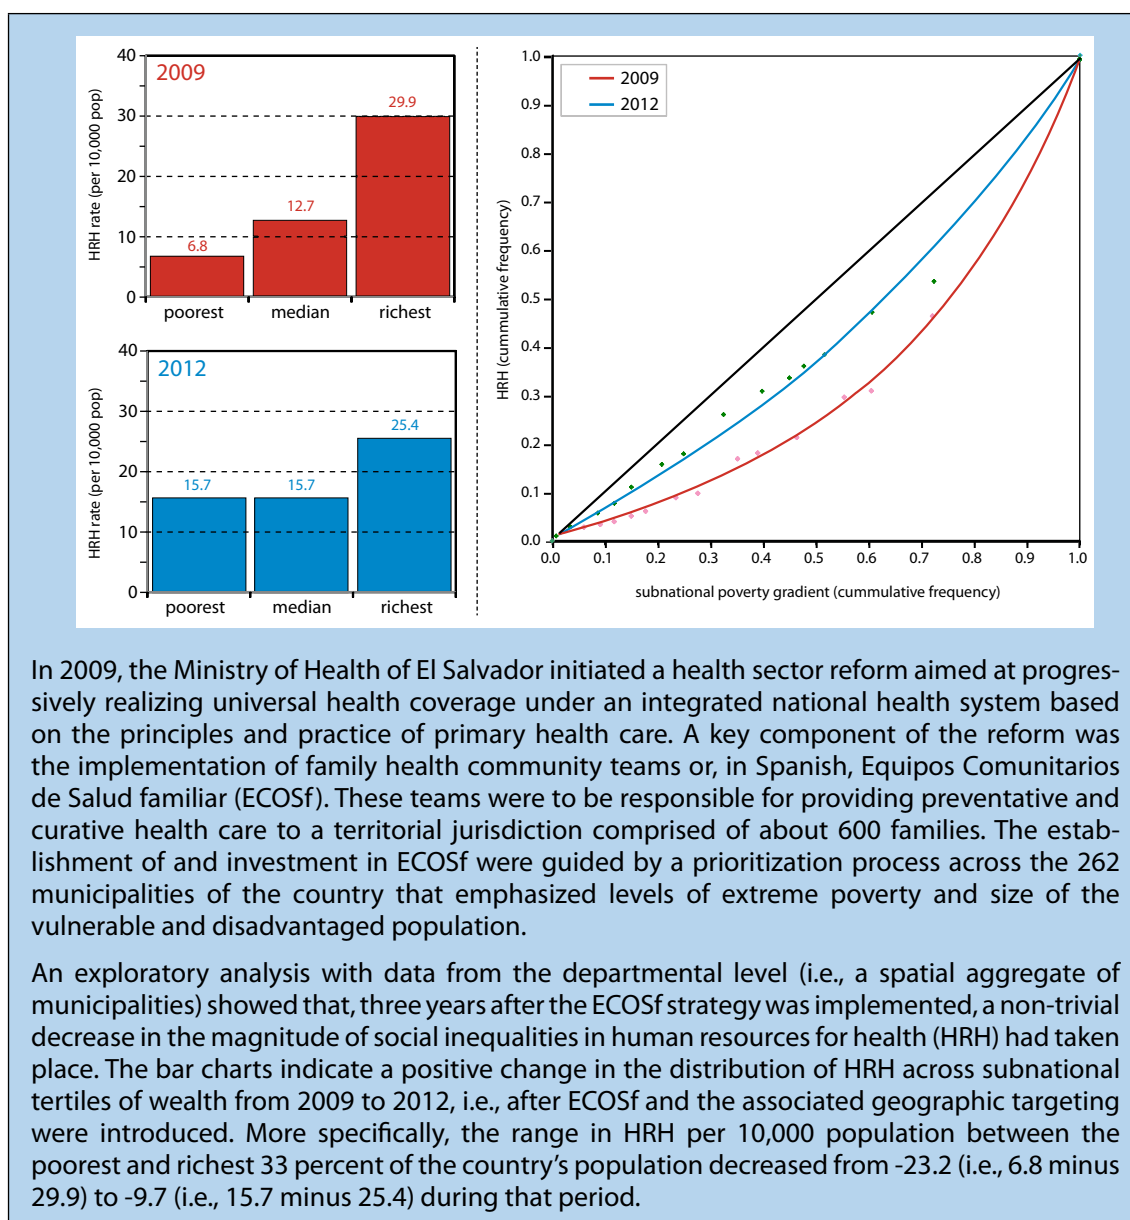 40
2009
30
20
10
0
HRH rate (per 10,000 pop)
6.8
12.7
29.9
poorest median richest
40
2012
30
20
10
0
HRH rate (per 10,000 pop)
15.7
15.7
25.4
poorest median richest
2009
2012
1.0
0.9
0.8
0.7
0.6
0.5
0.4
0.3
0.2
0.1
0.0
HRH (cummulative frequency)
0.0 0.1 0.2 0.3 0.4 0.5 0.6 0.7 0.8 0.9 1.0
subnational poverty gradient (cummulative frequency)
In 2009, the Ministry of Health of El Salvador initiated a health sector reform aimed at progres-
sively realizing universal health coverage under an integrated national health system based
on the principles and practice of primary health care. A key component of the reform was
the implementation of family health community teams or, in Spanish, Equipos Comunitarios
de Salud familiar (ECOSf). These teams were to be responsible for providing preventative and
curative health care to a territorial jurisdiction comprised of about 600 families. The estab-
lishment of and investment in ECOSf were guided by a prioritization process across the 262
municipalities of the country that emphasized levels of extreme poverty and size of the
vulnerable and disadvantaged population.
An exploratory analysis with data from the departmental level (i.e., a spatial aggregate of
municipalities) showed that, three years after the ECOSf strategy was implemented, a non-trivial
decrease in the magnitude of social inequalities in human resources for health (HRH) had taken
place. The bar charts indicate a positive change in the distribution of HRH across subnational
tertiles of wealth from 2009 to 2012, i.e., after ECOSf and the associated geographic targeting
were introduced. More specifically, the range in HRH per 10,000 population between the
poorest and richest 33 percent of the country's population decreased from -23.2 (i.e., 6.8 minus
29.9) to -9.7 (i.e., 15.7 minus 25.4) during that period.